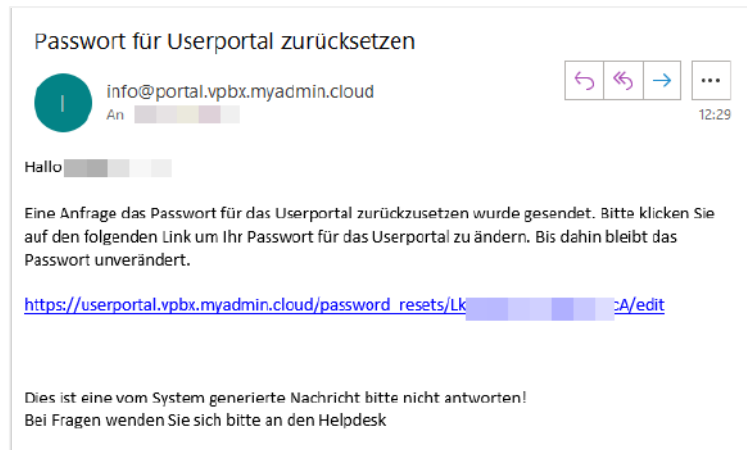 Passwort für Userportal zurücksetzen
I
info@portal.vpbx.myadmin.cloud
An
12:29
Hallo
Eine Anfrage das Passwort für das Userportal zurückzusetzen wurde gesendet. Bitte klicken Sie
auf den folgenden Link um Ihr Passwort für das Userportal zu ändern. Bis dahin bleibt das
Passwort unverändert.
https://userportal.vpbx.myadmin.cloud/password_resets/Lk cA/edit
Dies ist eine vom System generierte Nachricht bitte nicht antworten!
Bei Fragen wenden Sie sich bitte an den Helpdesk